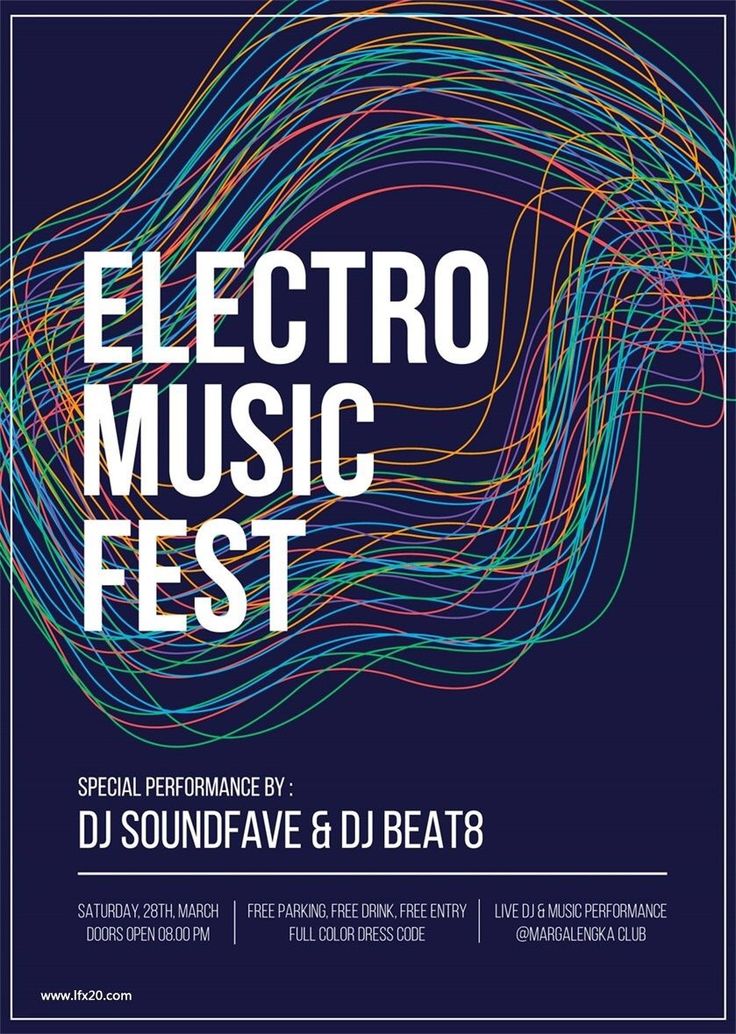 ELECTRO
MUSIC
FEST
SPECIAL PERFORMANCE BY :
DJ SOUNDFAVE & DJ BEAT8
SATURDAY, 28TH, MARCH
DOORS OPEN 08.00 PM
FREE PARKING, FREE DRINK, FREE ENTRY
FULL COLOR DRESS CODE
LIVE DJ & MUSIC PERFORMANCE
@MARGALENGKA CLUB
www.lfx20.com